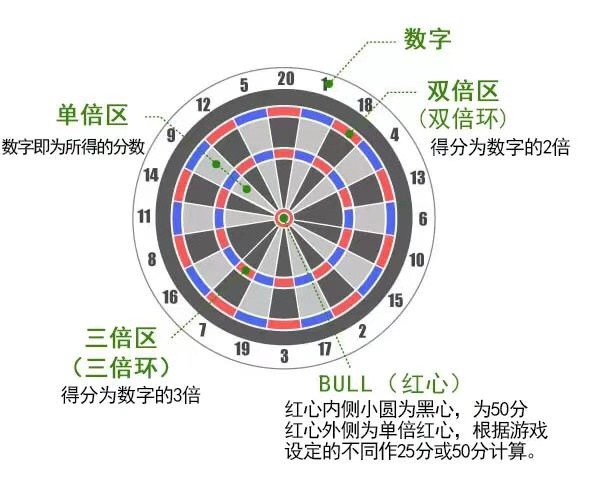 数字
双倍区
(双倍环)
得分为数字的2倍
单倍区
数字即为所得的分数
20
1
18
4
13
6
10
15
2
17
3
19
7
16
8
11
14
9
12
5
三倍区
(三倍环)
得分为数字的3倍
BULL (红心)
红心内侧小圆为黑心，为50分
红心外侧为单倍红心，根据游戏
设定的不同作25分或50分计算。